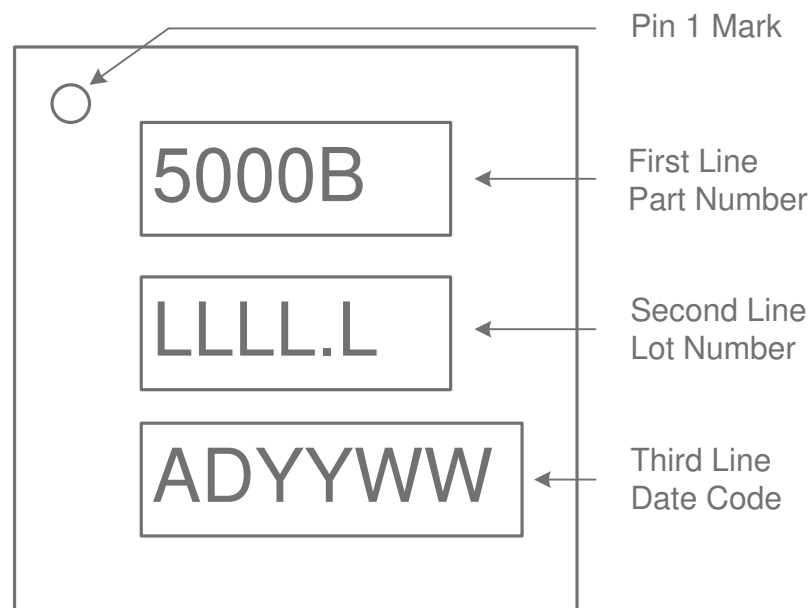 Pin 1 Mark
5000B
First Line
Part Number
LLLL.L
Second Line
Lot Number
ADYYWW
Third Line
Date Code